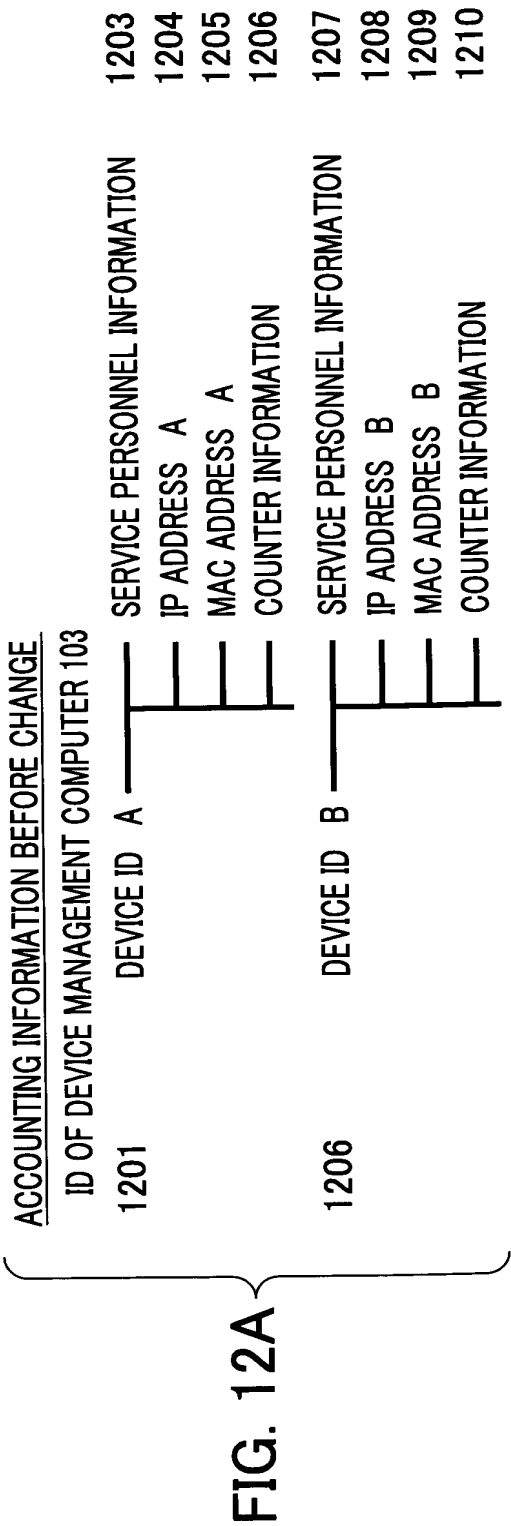 FIG. 12A
ACCOUNTING INFORMATION BEFORE CHANGE
ID OF DEVICE MANAGEMENT COMPUTER 103
1201 DEVICE ID A SERVICE PERSONNEL INFORMATION 1203
IP ADDRESS A 1204
MAC ADDRESS A 1205
COUNTER INFORMATION 1206
1206 DEVICE ID B SERVICE PERSONNEL INFORMATION 1207
IP ADDRESS B 1208
MAC ADDRESS B 1209
COUNTER INFORMATION 1210